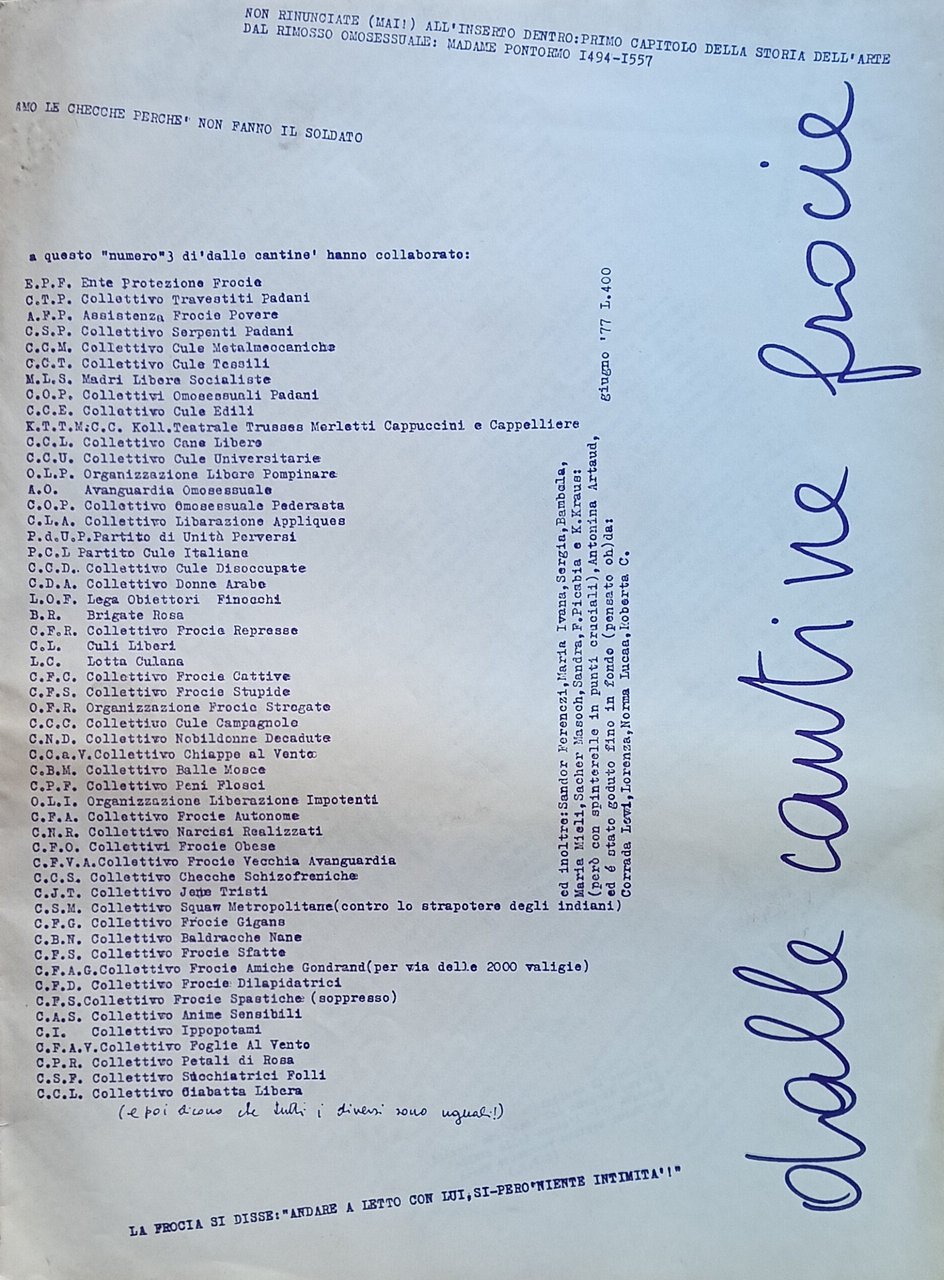 NON RINUNCIATE (MAI!) ALL'INSERTO DENTRO:PRIMO CAPITOLO DELLA STORIA DELL'ARTE
DAL RIMOSSO OMOSESSUALE: MADAME PONTORMO I494-I557
AMO LE CHECCHE PERCHE' NON FANNO IL SOLDATO
a questo "numero"3 di'dalle cantine' hanno collaborato:
E.P.F. Ente Protezione Frocie
C.T.P. Collettivo Travestiti Padani
A.F.P. Assistenza Frocie Povere
C.S.P. Collettivo Serpenti Padani
C.C.M. Collettivo Cule Metalmeccaniche
C.C.T. Collettivo Cule Tessili
M.L.S. Madri Libere Socialiste
C.O.P. Collettivi Omosessuali Padani
C.C.E. Collettivo Cule Edili
K.T.T.M.C.C. Koll.Teatrale Trusses Merletti Cappuccini e Cappelliere
C.C.L. Collettivo Cane Libero
C.C.U. Collettivo Cule Universitarie
O.L.P. Organizzazione Libere Pompinare
A.O. Avanguardia Omosessuale
C.O.P. Collettivo Omosessuale Pederasta
C.L.A. Collettivo Libarazione Appliques
P.d.U.P.Partito di Unità Perversi
P.C.I Partito Cule Italiane
C.C.D. Collettivo Cule Disoccupate
C.D.A. Collettivo Donne Arabe
L.O.F. Lega Obiettori Finocchi
B.R. Brigate Rosa
C.F.R. Collettivo Frocie Represse
C.L. Culi Liberi
L.C. Lotta Culana
C.F.C. Collettivo Frocie Cattive
C.F.S. Collettivo Frocie Stupide
O.F.R. Organizzazione Frocie Stregate
C.C.C. Collettivo Cule Campagnole
C.N.D. Collettivo Nobildonne Decadute
C.C.a.V.Collettivo Chiappe al Vento
C.B.M. Collettivo Balle Mosce
C.P.F. Collettivo Peni Flosci
O.L.I. Organizzazione Liberazione Impotenti
C.F.A. Collettivo Frocie Autonome
C.N.R. Collettivo Narcisi Realizzati
C.F.O. Collettivi Frocie Obese
C.F.V.A.Collettivo Frocie Vecchia Avanguardia
C.C.S. Collettivo Checche Schizofreniche
C.J.T. Collettivo Jene Tristi
C.S.M. Collettivo Squaw Metropolitane(contro lo strapotere degli indiani)
C.F.G. Collettivo Frocie Gigans
C.B.N. Collettivo Baldracche Nane
C.F.S. Collettivo Frocie Sfatte
C.F.A.G.Collettivo Frocie Amiche Gondrand(per via delle 2000 valigie)
C.F.D. Collettivo Frocie Dilapidatrici
C.F.S.Collettivo Frocie Spastiche (soppresso)
C.A.S. Collettivo Anime Sensibili
C.I. Collettivo Ippopotami
C.F.A.V.Collettivo Foglie Al Vento
C.P.R. Collettivo Petali di Rosa
C.S.F. Collettivo Sicchiatrici Folli
C.C.L. Collettivo Ciabatta Libera
(e poi dicono che tutti i diversi sono uguali!)
ed inoltre:Sandor Ferenczi,Maria Ivana,Sergia,Bambola,
Maria Mieli,Sacher Masoch,Sandra,F.Picabia e K.Kraus:
(però con spinterelle in punti cruciali),Antonina Artaud,
ed é stato goduto fino in fondo (pensato oh)da:
Corrada Levi,Lorenza,Norma Lucaa,Loberta C.
giugno '77 L.400
dalle cantine frocie
LA FROCIA SI DISSE:"ANDARE A LETTO CON LUI,SI-PERO'NIENTE INTIMITA'!"